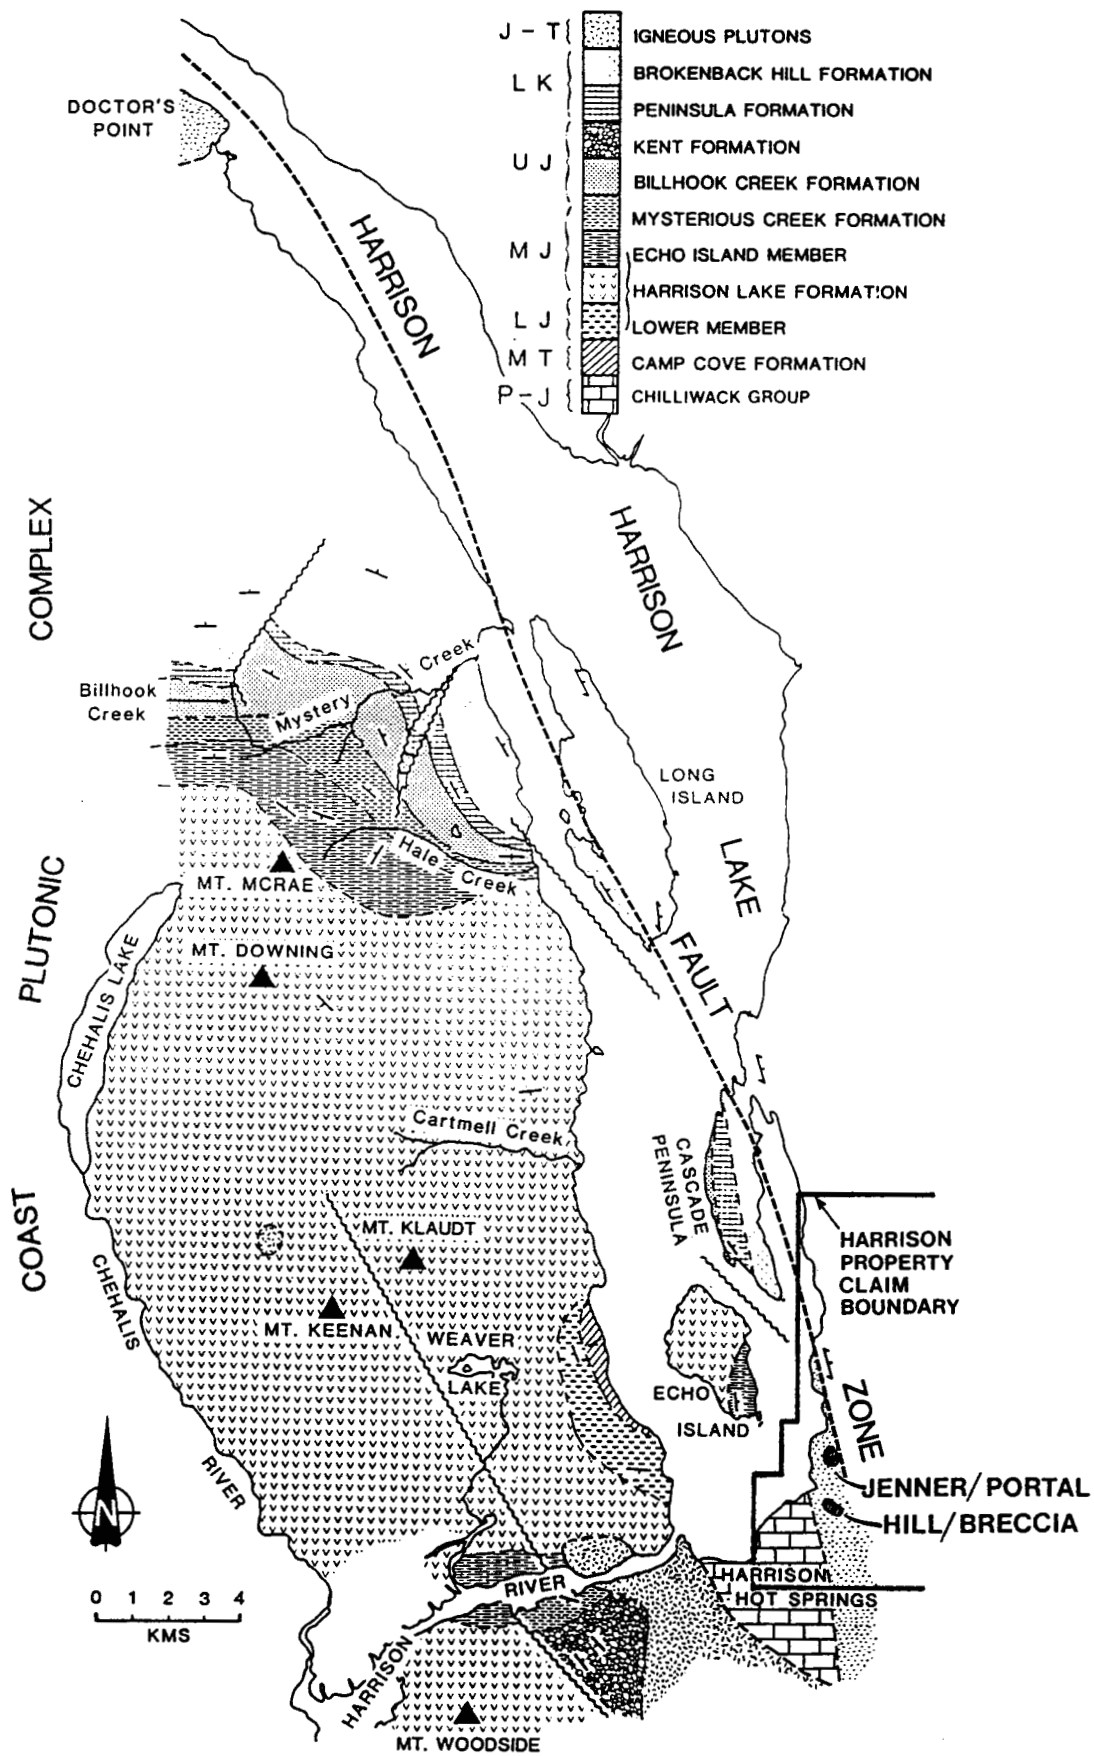 J - T
IGNEOUS PLUTONS
L K
BROKENBACK HILL FORMATION
PENINSULA FORMATION
U J
KENT FORMATION
BILLHOOK CREEK FORMATION
MYSTERIOUS CREEK FORMATION
M J
ECHO ISLAND MEMBER
HARRISON LAKE FORMATION
L J
LOWER MEMBER
M T
CAMP COVE FORMATION
P - J
CHILLIWACK GROUP
DOCTOR'S
POINT
HARRISON
HARRISON
LAKE
FAULT
ZONE
COMPLEX
PLUTONIC
COAST
Creek
Mystery
Billhook
Creek
LONG
ISLAND
Hale
Creek
MT. MCRAE
MT. DOWNING
CHEHALIS LAKE
Cartmell Creek
CASCADE
PENINSULA
HARRISON
PROPERTY
CLAIM
BOUNDARY
MT. KLAUDT
CHEHALIS
RIVER
MT. KEENAN
WEAVER
LAKE
ECHO
ISLAND
JENNER/PORTAL
HILL/BRECCIA
N
HARRISON
HOT SPRINGS
RIVER
HARRISON
0 1 2 3 4
KMS
MT. WOODSIDE